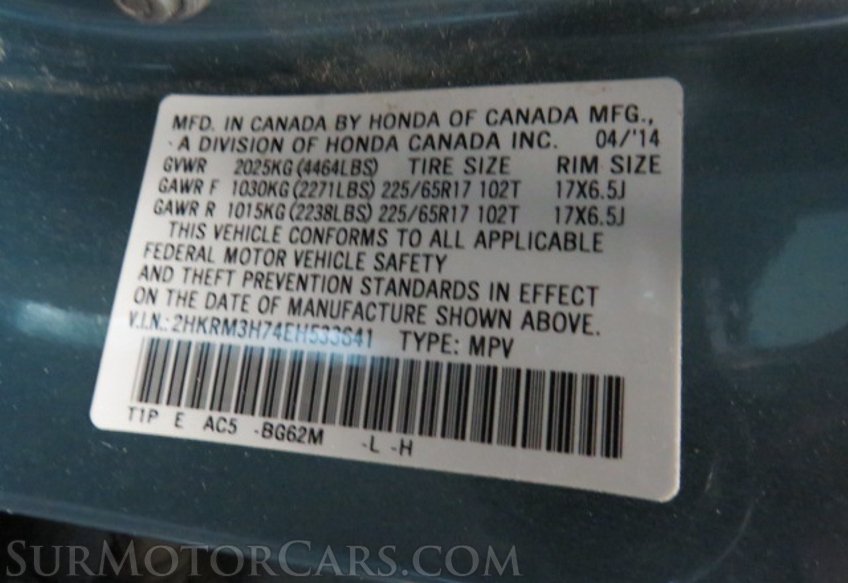 MFD. IN CANADA BY HONDA OF CANADA MFG.,
A DIVISION OF HONDA CANADA INC. 04/'14
GVWR 2025KG (4464LBS) TIRE SIZE RIM SIZE
GAWR F 1030KG (2271LBS) 225/65R17 102T 17X6.5J
GAWR R 1015KG (2238LBS) 225/65R17 102T 17X6.5J
THIS VEHICLE CONFORMS TO ALL APPLICABLE
FEDERAL MOTOR VEHICLE SAFETY
AND THEFT PREVENTION STANDARDS IN EFFECT
ON THE DATE OF MANUFACTURE SHOWN ABOVE.
V.I.N.: 2HKRM3H74EH533641 TYPE: MPV
T1P E AC5 -BG62M -L -H
SURMOTORCARS.COM